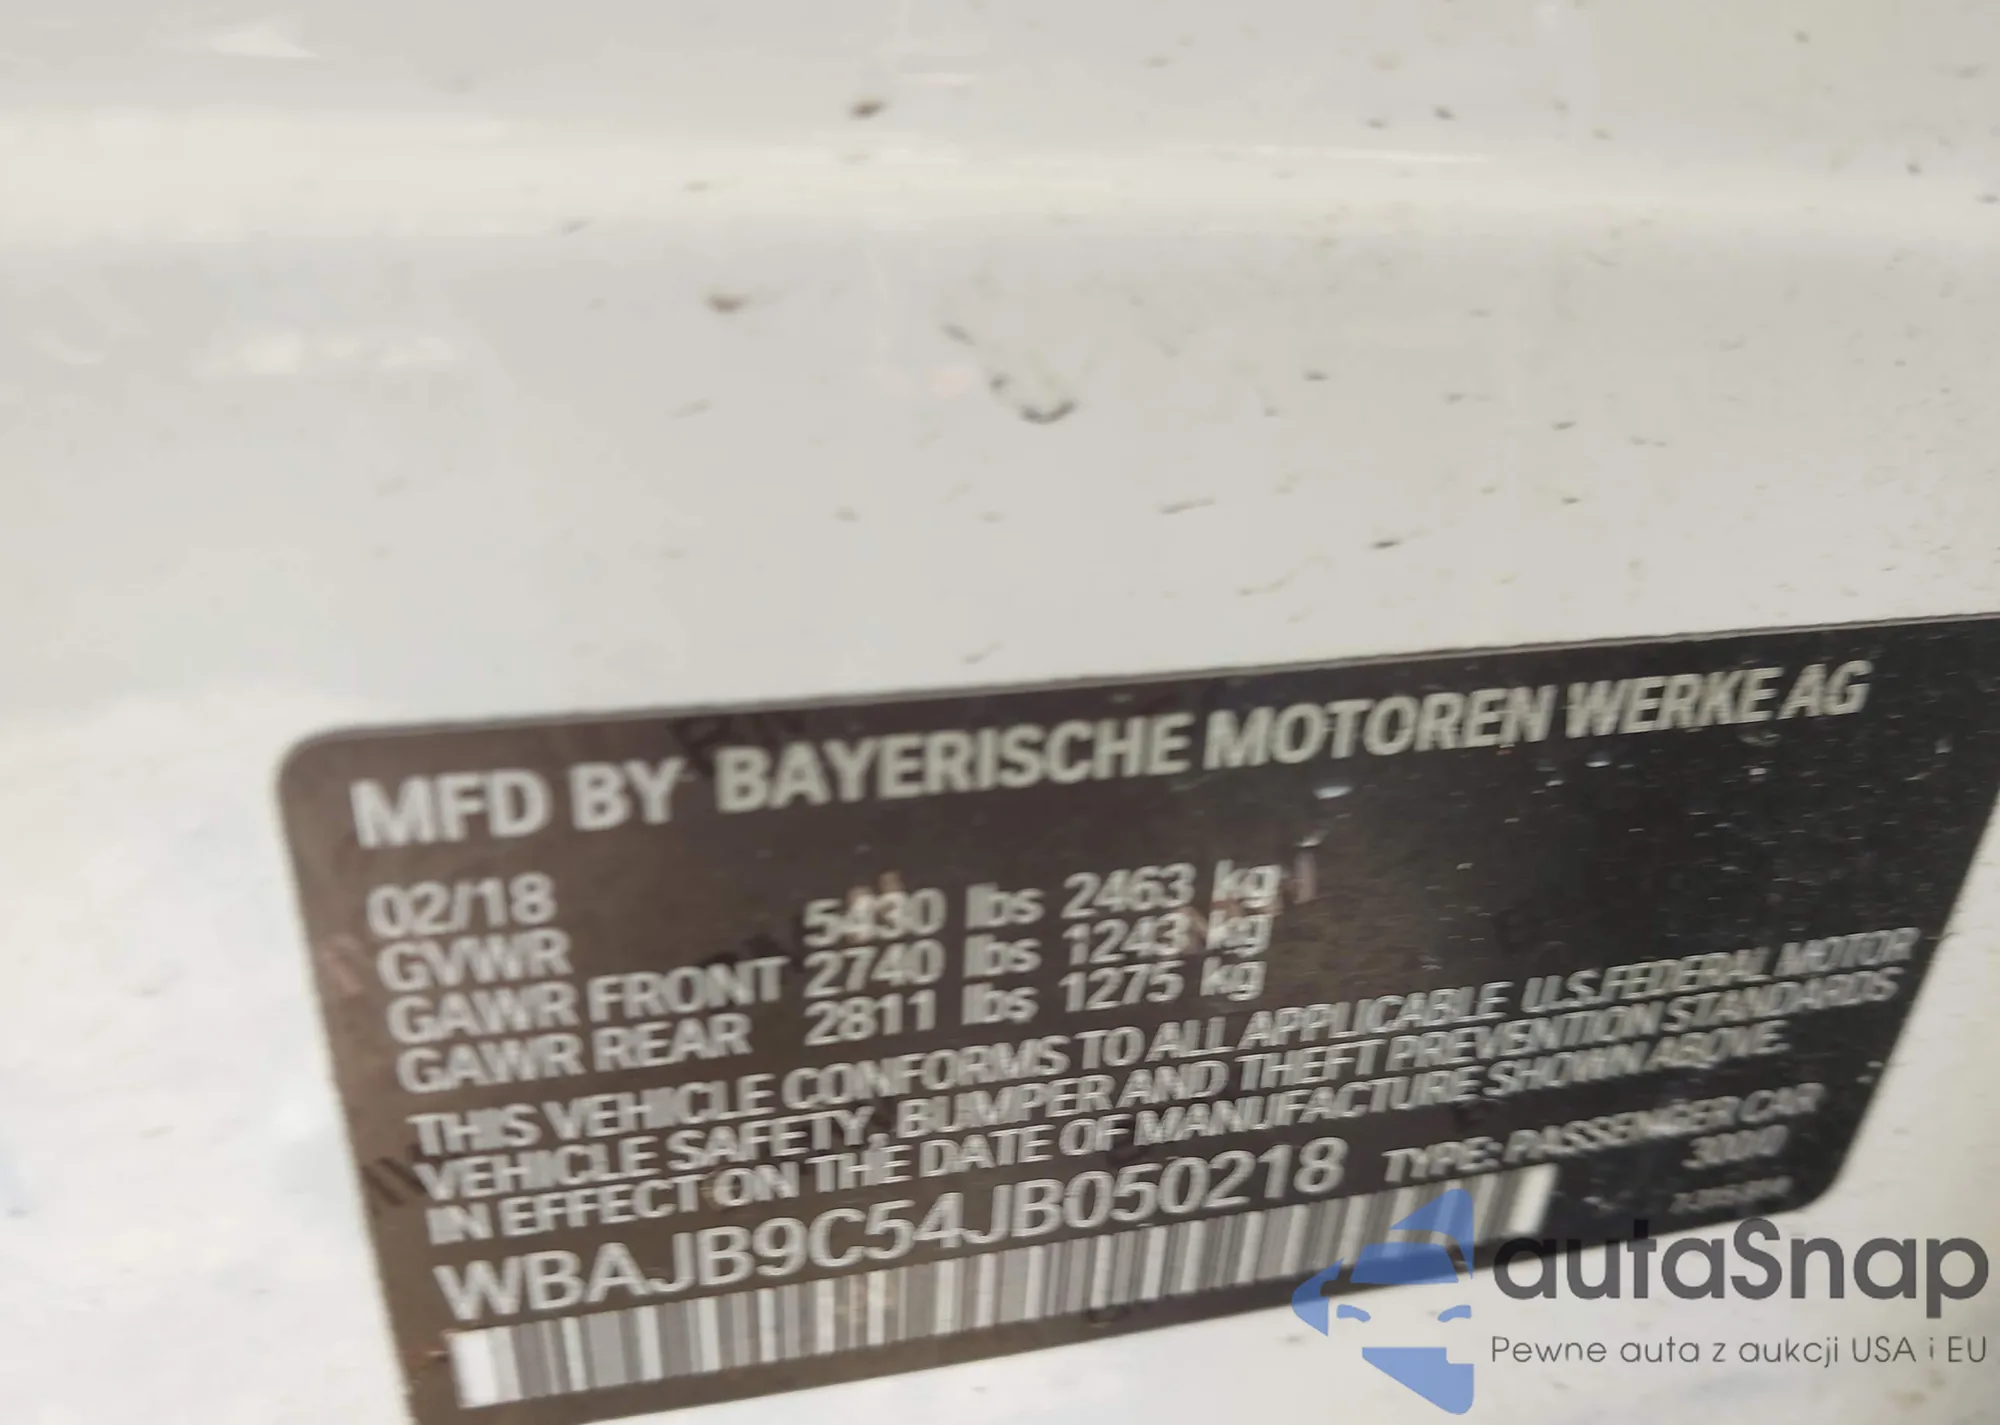 MFD BY BAYERISCHE MOTOREN WERKE AG
02/18
GVWR 5430 lbs 2463 kg
GAWR FRONT 2740 lbs 1243 kg
GAWR REAR 2811 lbs 1275 kg
THIS VEHICLE CONFORMS TO ALL APPLICABLE U.S.FEDERAL MOTOR
VEHICLE SAFETY, BUMPER AND THEFT PREVENTION STANDARDS
IN EFFECT ON THE DATE OF MANUFACTURE SHOWN ABOVE.
WBAJB9C54JB050218 TYPE: PASSENGER CAR
autaSnap
Pewne auta z aukcji USA i EU